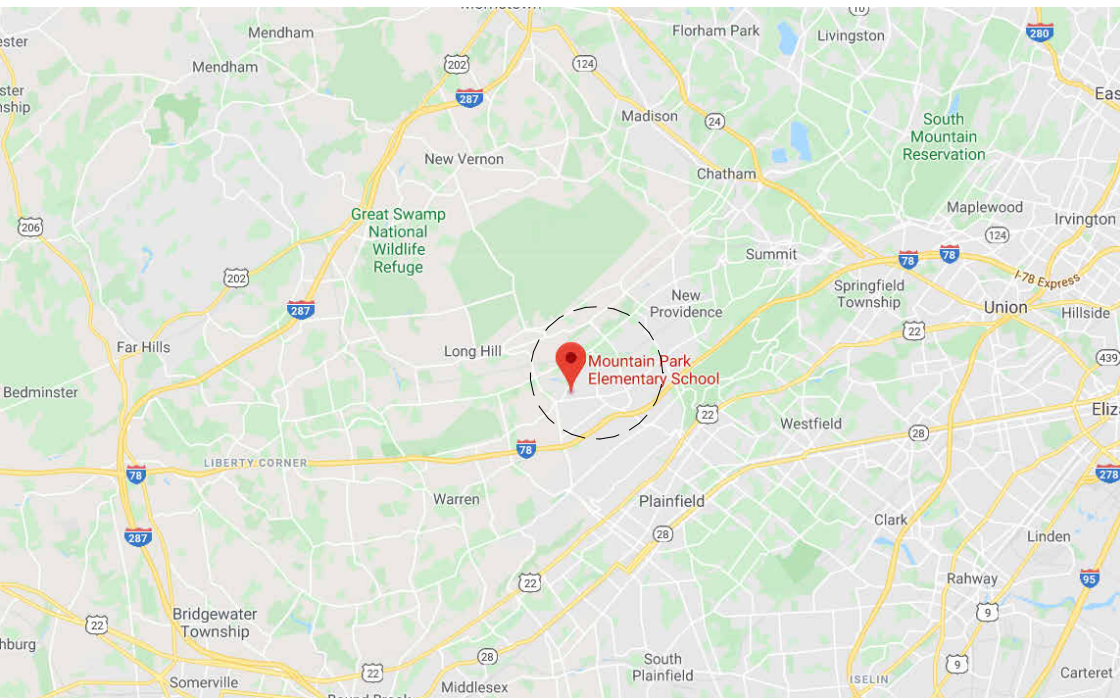 Morristown
10
Mendham
Florham Park
Livingston
280
ester
202
124
Mendham
ster
nship
287
Eas
Madison
24
South
Mountain
Reservation
New Vernon
Chatham
Maplewood
Irvington
206
Great Swamp
National
Wildlife
Refuge
124
Summit
78
78
I-78 Express
202
Springfield
Township
New
Providence
287
Union
Hillside
22
Far Hills
Long Hill
Mountain Park
Elementary School
439
Bedminster
22
Westfield
Eliz
28
78
LIBERTY CORNER
78
278
Warren
Plainfield
Clark
287
28
Linden
22
Rahway
95
Bridgewater
Township
22
9
hburg
28
South
Plainfield
9
22
Somerville
Middlesex
ISELIN
Carteret
Bound Brook